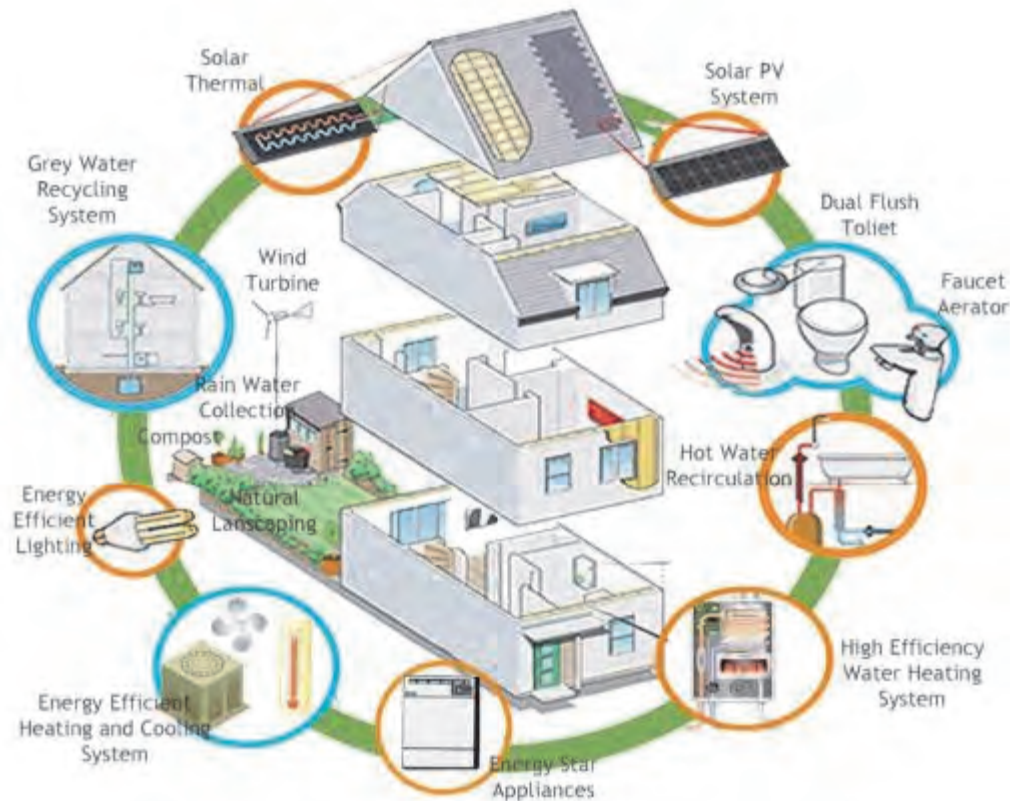 Solar
Thermal
Solar PV
System
Grey Water
Recycling
System
Dual Flush
Toliet
Wind
Turbine
Faucet
Aerator
Rain Water
Collection
Compost
Hot Water
Recirculation
Energy
Efficient
Lighting
Natural
Lanscaping
High Efficiency
Water Heating
System
Energy Efficient
Heating and Cooling
System
Energy Star
Appliances